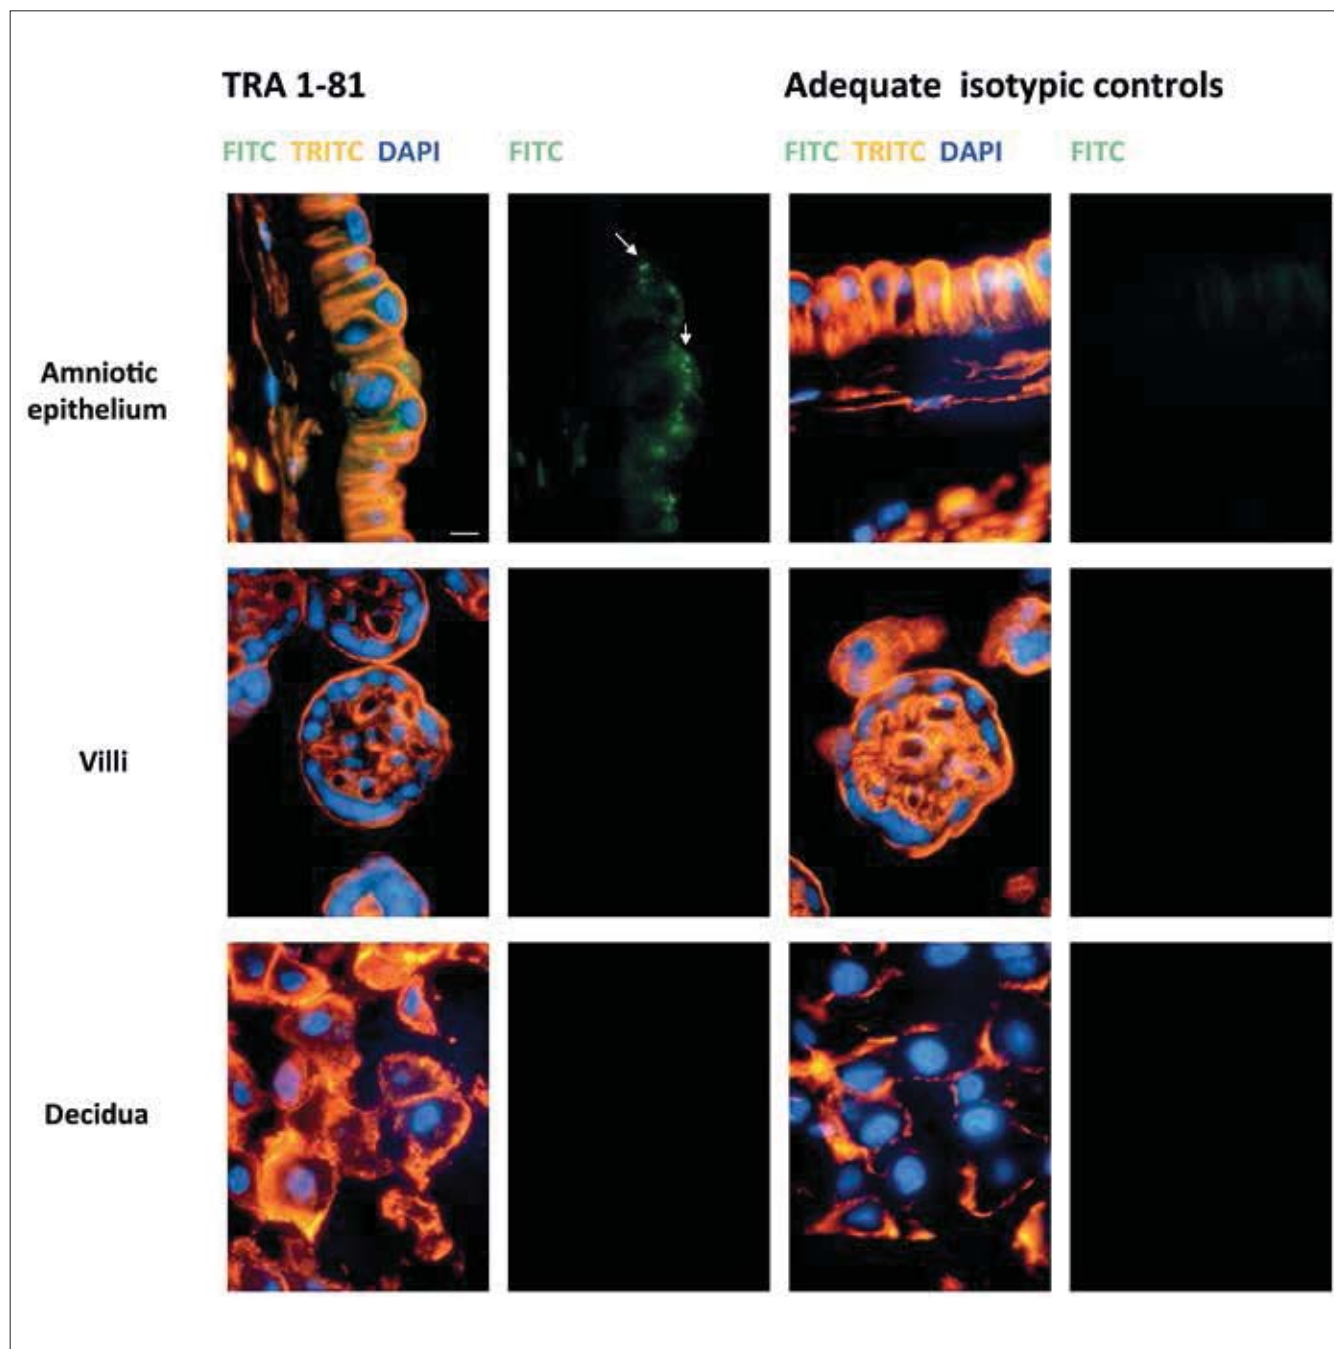 TRA 1-81
Adequate isotypic controls
FITC TRITC DAPI
FITC
FITC TRITC DAPI
FITC
Amniotic
epithelium
Villi
Decidua